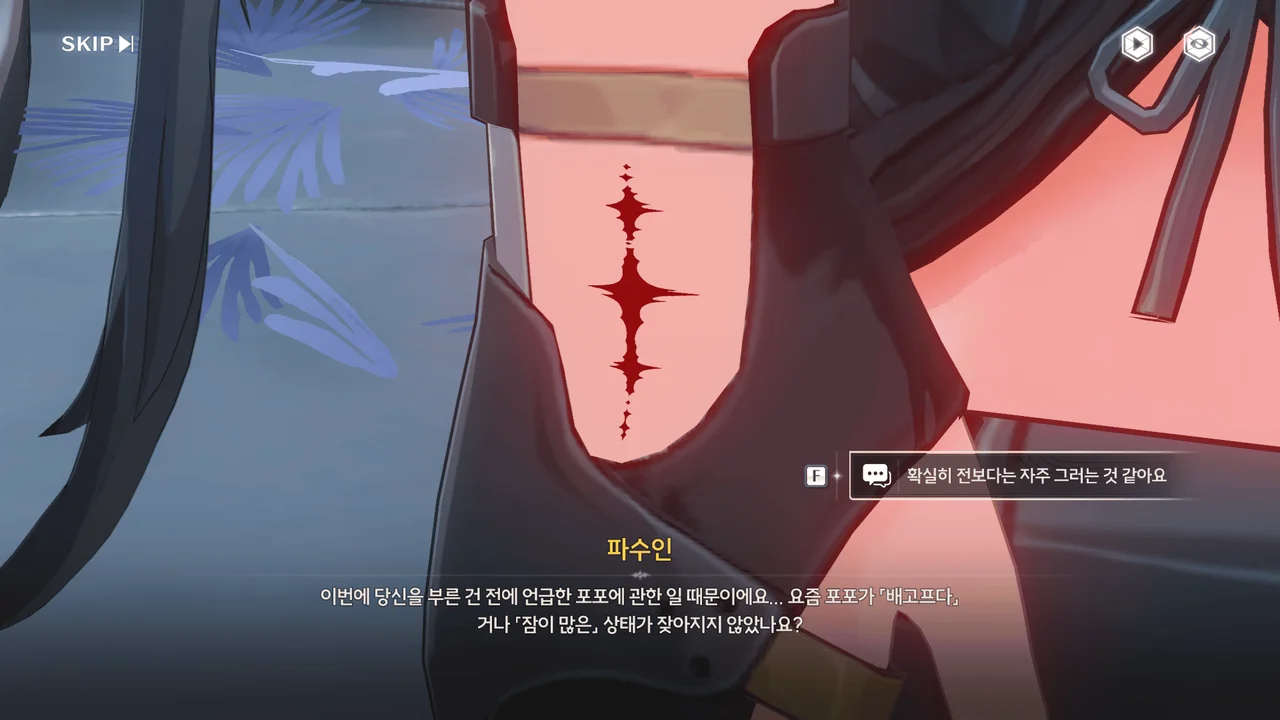 SKIP
F
확실히 전보다는 자주 그러는 것 같아요
파수인
이번에 당신을 부른 건 전에 언급한 포포에 관한 일 때문이에요... 요즘 포포가 「배고프다」
거나 「잠이 많은」 상태가 잦아지지 않았나요?